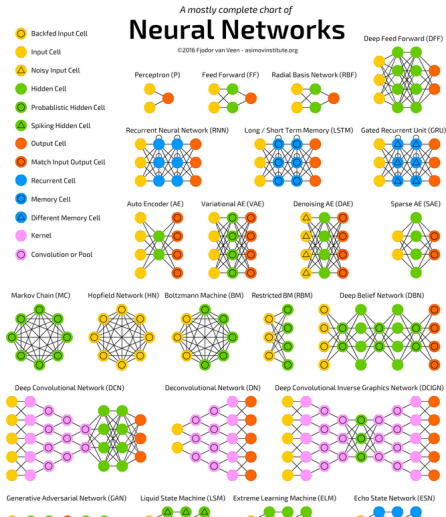 A mostly complete chart of
Neural Networks
©2016 Fjodor van Veen - asimovinstitute.org
Backfed Input Cell
Input Cell
Noisy Input Cell
Hidden Cell
Probablistic Hidden Cell
Spiking Hidden Cell
Output Cell
Match Input Output Cell
Recurrent Cell
Memory Cell
Different Memory Cell
Kernel
Convolution or Pool
Deep Feed Forward (DFF)
Perceptron (P) Feed Forward (FF) Radial Basis Network (RBF)
Recurrent Neural Network (RNN) Long / Short Term Memory (LSTM) Gated Recurrent Unit (GRU)
Auto Encoder (AE) Variational AE (VAE) Denoising AE (DAE) Sparse AE (SAE)
Markov Chain (MC) Hopfield Network (HN) Boltzmann Machine (BM) Restricted BM (RBM) Deep Belief Network (DBN)
Deep Convolutional Network (DCN) Deconvolutional Network (DN) Deep Convolutional Inverse Graphics Network (DCIGN)
Generative Adversarial Network (GAN) Liquid State Machine (LSM) Extreme Learning Machine (ELM) Echo State Network (ESN)